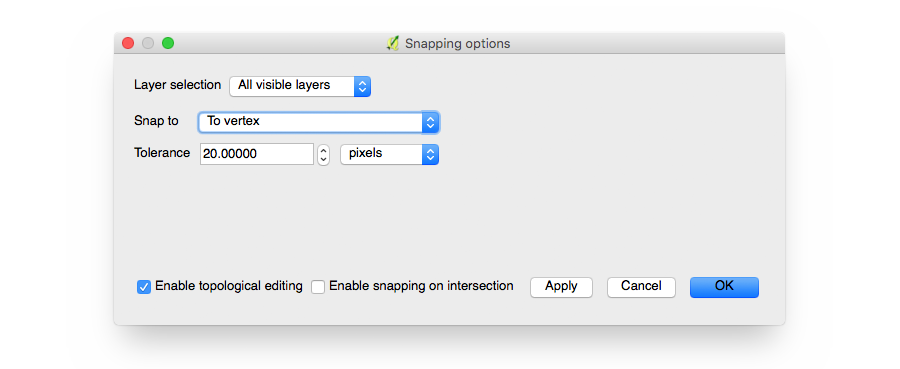 Snapping options
Layer selection All visible layers
Snap to To vertex
Tolerance 20.00000 pixels
Enable topological editing Enable snapping on intersection Apply Cancel OK